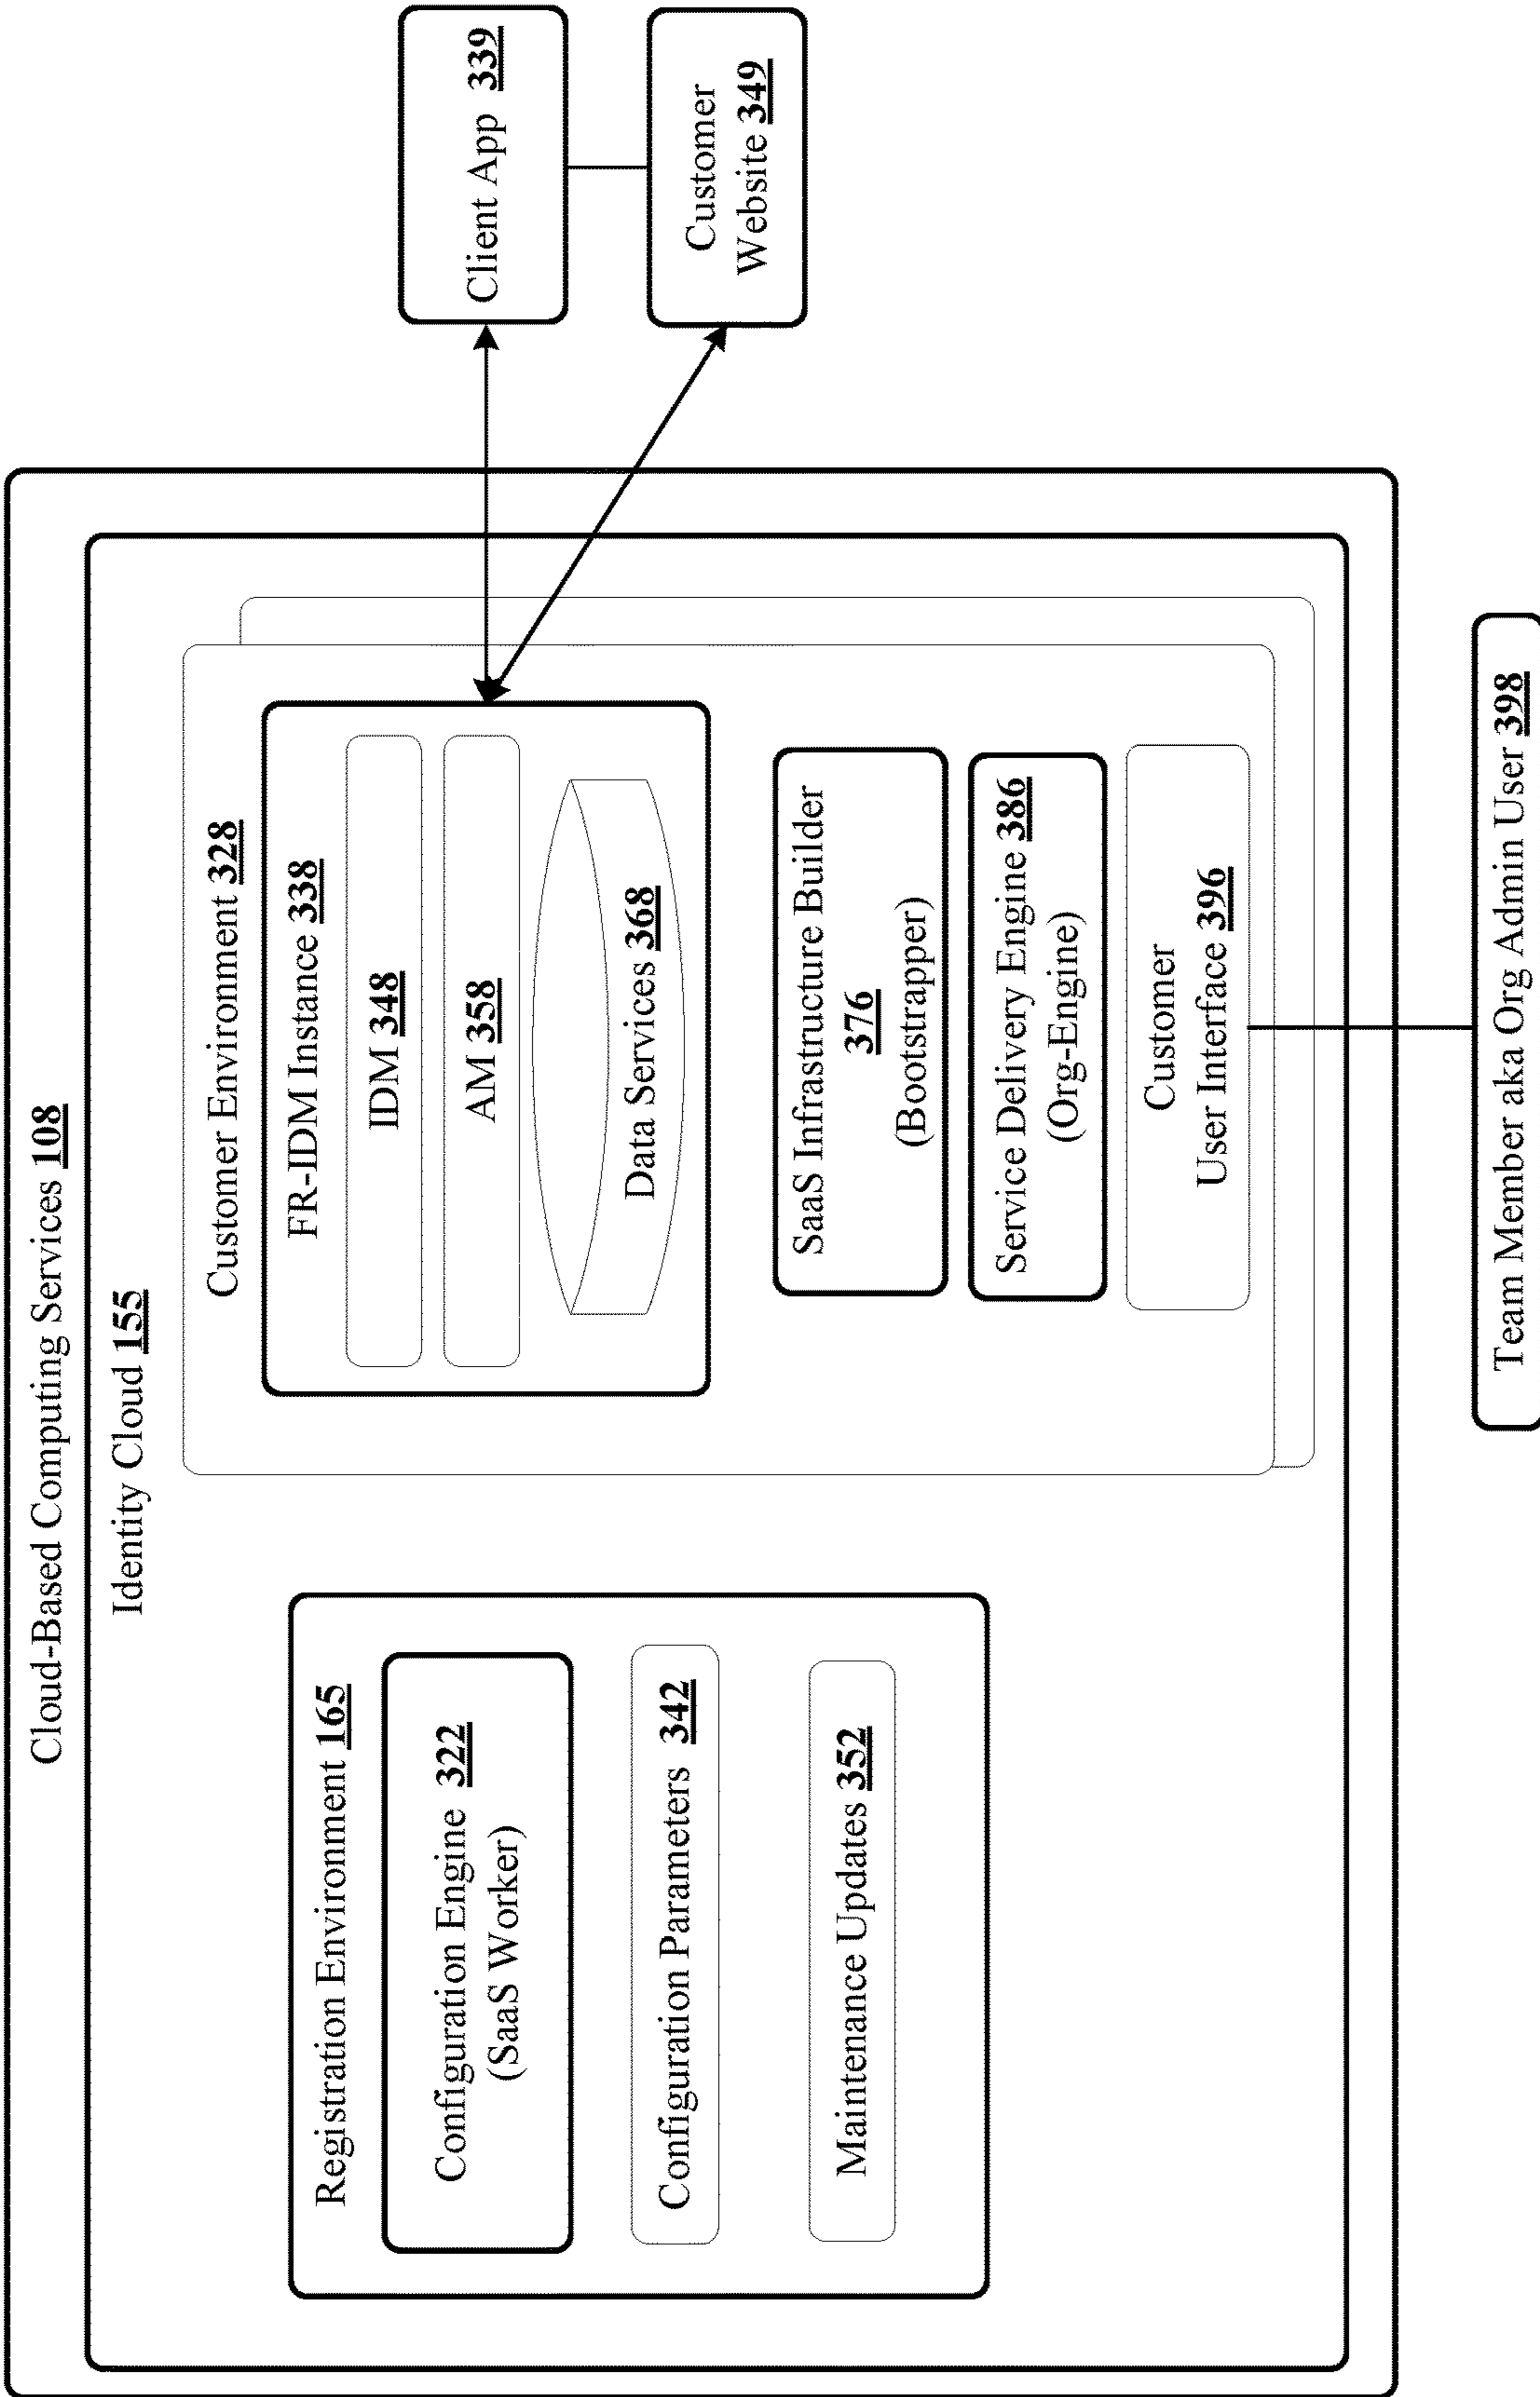 Cloud-Based Computing Services 108
Identity Cloud 155
Registration Environment 165
Configuration Engine 322
(SaaS Worker)
Configuration Parameters 342
Maintenance Updates 352
Customer Environment 328
FR-IDM Instance 338
IDM 348
AM 358
Data Services 368
SaaS Infrastructure Builder
376
(Bootstrapper)
Service Delivery Engine 386
(Org-Engine)
Customer
User Interface 396
Client App 339
Customer
Website 349
Team Member aka Org Admin User 398